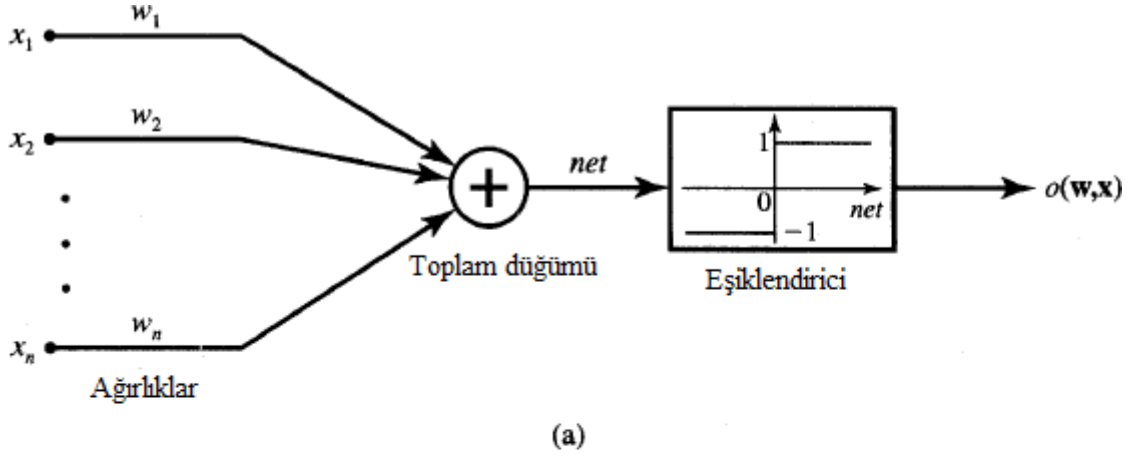 w₁
x₁
w₂
x₂
net
1
0
net
−1
o(w,x)
Toplam düğümü
Eşiklendirici
wₙ
xₙ
Ağırlıklar
(a)